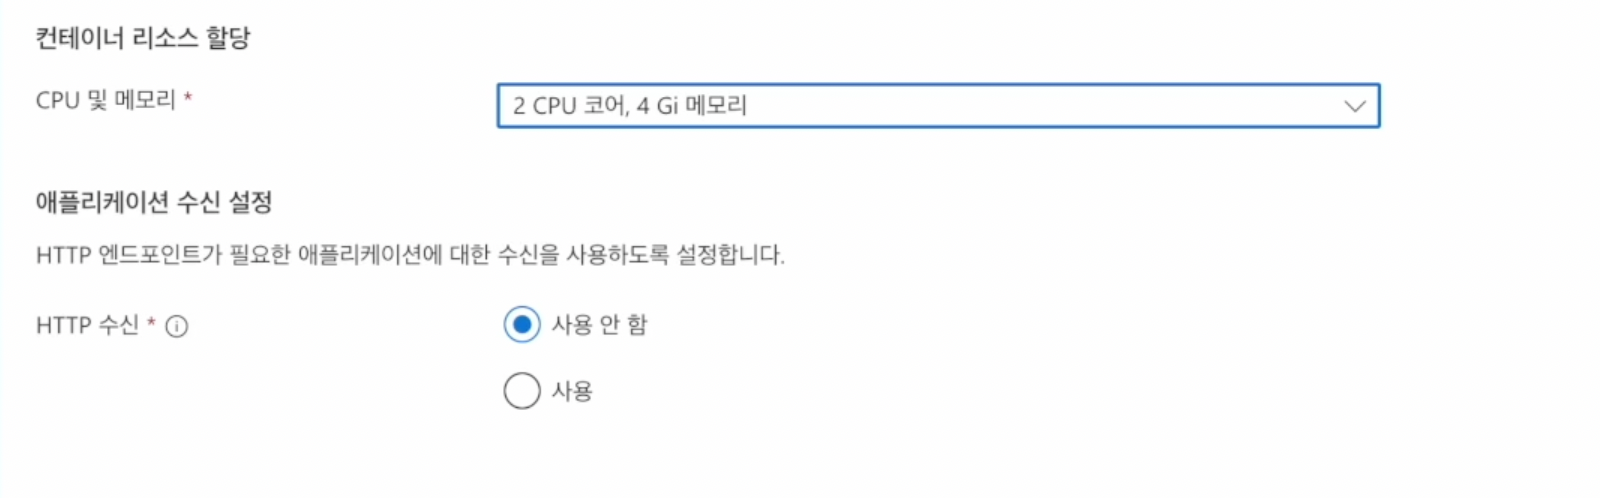 컨테이너 리소스 할당
CPU 및 메모리 *
2 CPU 코어, 4 Gi 메모리
애플리케이션 수신 설정
HTTP 엔드포인트가 필요한 애플리케이션에 대한 수신을 사용하도록 설정합니다.
HTTP 수신 *
사용 안 함
사용